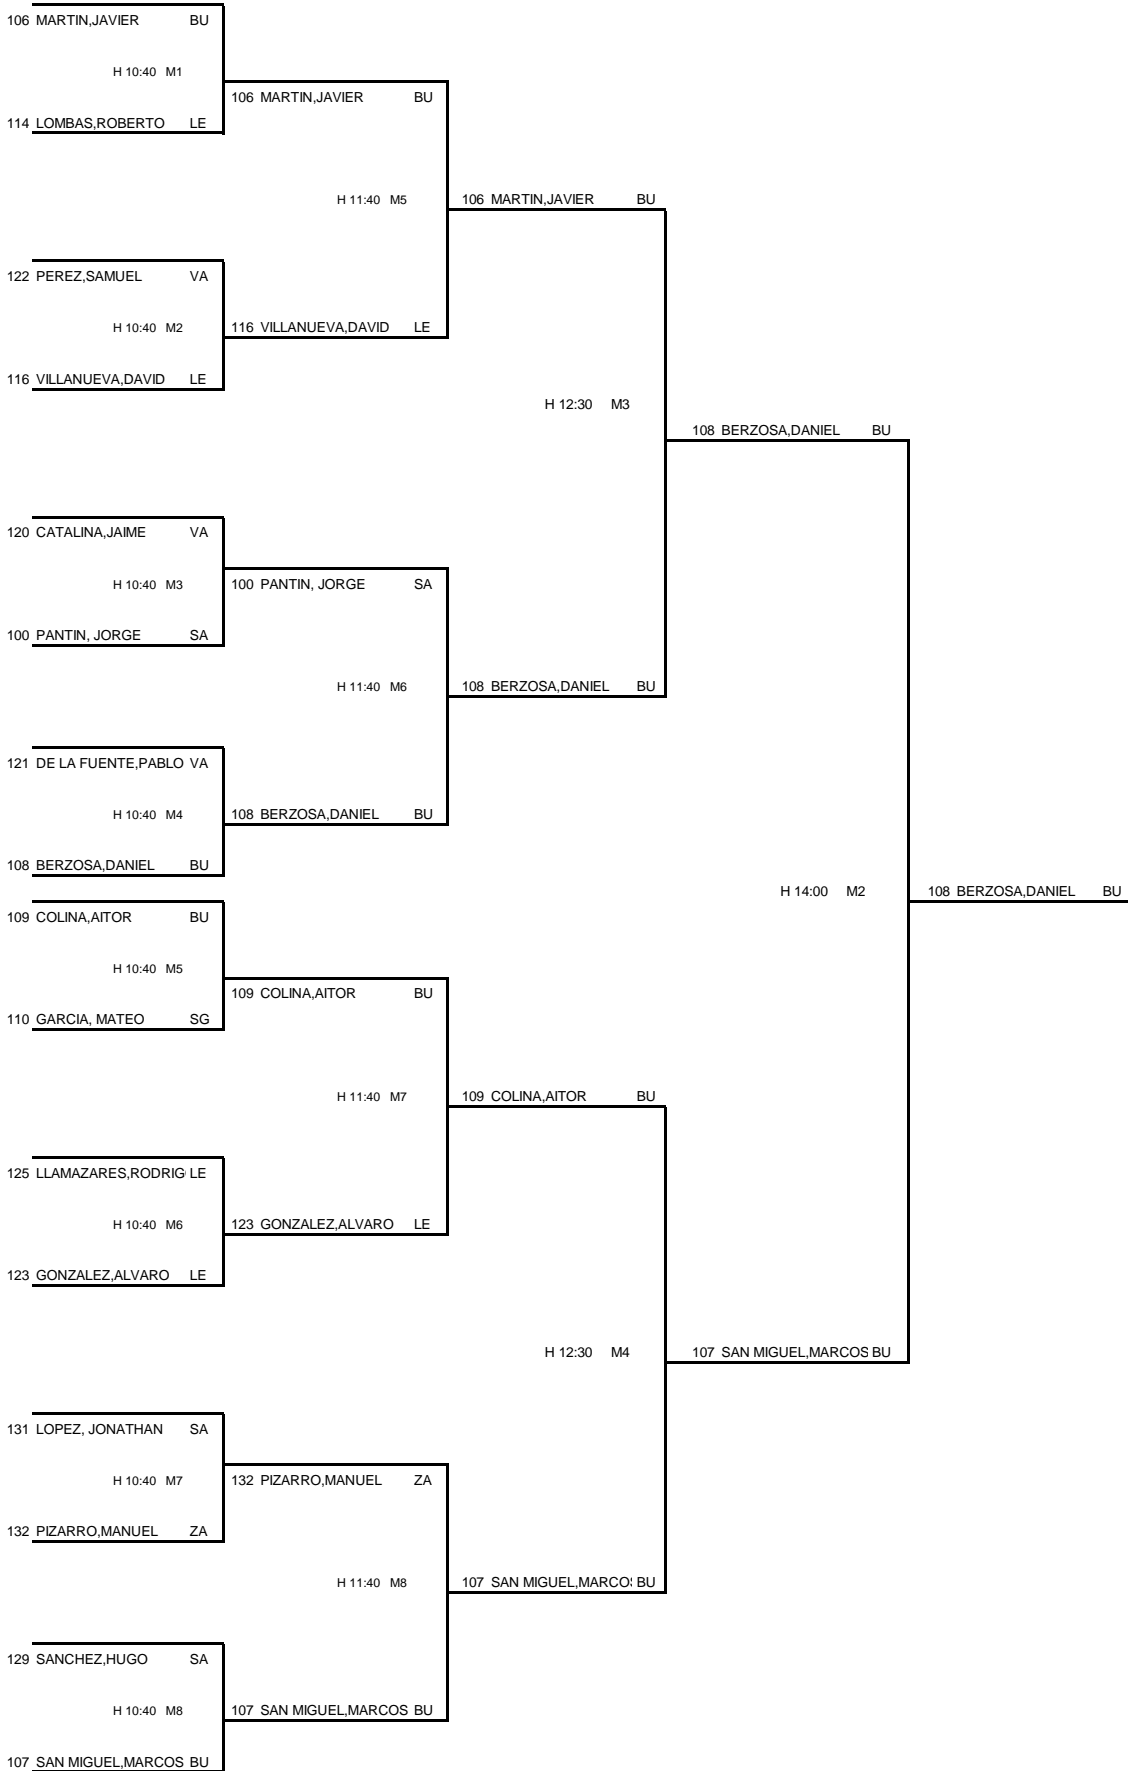 106 MARTIN,JAVIER BU
H 10:40 M1
106 MARTIN,JAVIER BU
114 LOMBAS,ROBERTO LE
H 11:40 M5 106 MARTIN,JAVIER BU
122 PEREZ,SAMUEL VA
H 10:40 M2 116 VILLANUEVA,DAVID LE
116 VILLANUEVA,DAVID LE
H 12:30 M3
108 BERZOSA,DANIEL BU
120 CATALINA,JAIME VA
H 10:40 M3 100 PANTIN, JORGE SA
100 PANTIN, JORGE SA
H 11:40 M6 108 BERZOSA,DANIEL BU
121 DE LA FUENTE,PABLO VA
H 10:40 M4 108 BERZOSA,DANIEL BU
108 BERZOSA,DANIEL BU
H 14:00 M2 108 BERZOSA,DANIEL BU
109 COLINA,AITOR BU
H 10:40 M5
109 COLINA,AITOR BU
110 GARCIA, MATEO SG
H 11:40 M7 109 COLINA,AITOR BU
125 LLAMAZARES,RODRIG LE
H 10:40 M6 123 GONZALEZ,ALVARO LE
123 GONZALEZ,ALVARO LE
H 12:30 M4 107 SAN MIGUEL,MARCOS BU
131 LOPEZ, JONATHAN SA
H 10:40 M7 132 PIZARRO,MANUEL ZA
132 PIZARRO,MANUEL ZA
H 11:40 M8 107 SAN MIGUEL,MARCO BU
129 SANCHEZ,HUGO SA
H 10:40 M8 107 SAN MIGUEL,MARCOS BU
107 SAN MIGUEL,MARCOS BU